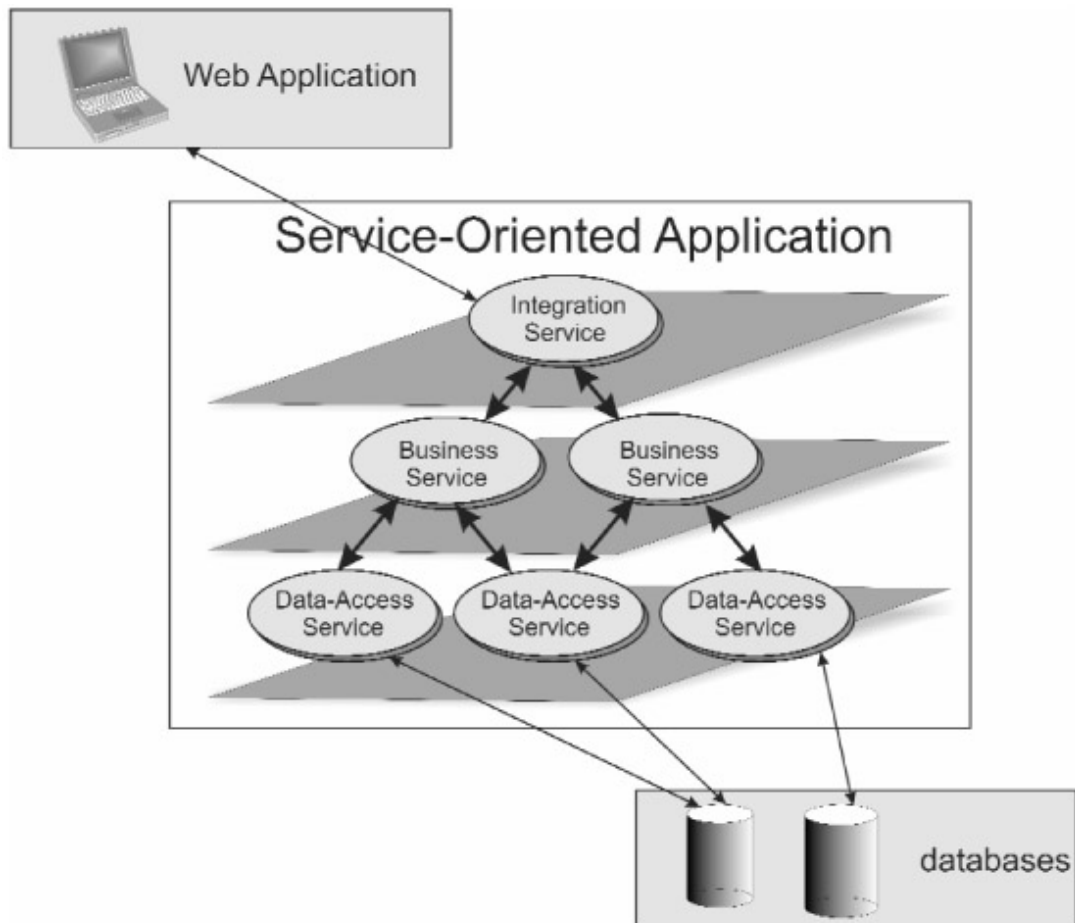 Web Application
Service-Oriented Application
Integration
Service
Business
Service
Business
Service
Data-Access
Service
Data-Access
Service
Data-Access
Service
databases